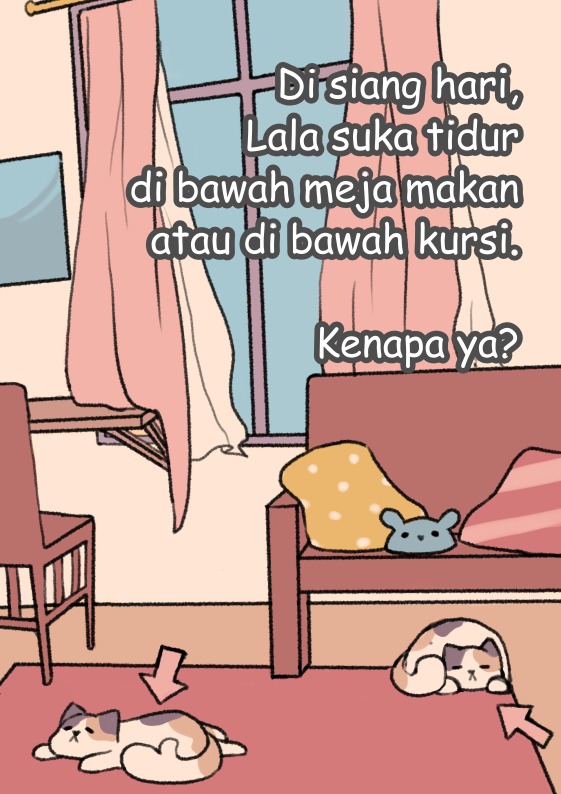 Di siang hari,
Lala suka tidur
di bawah meja makan
atau di bawah kursi.
Kenapa ya?